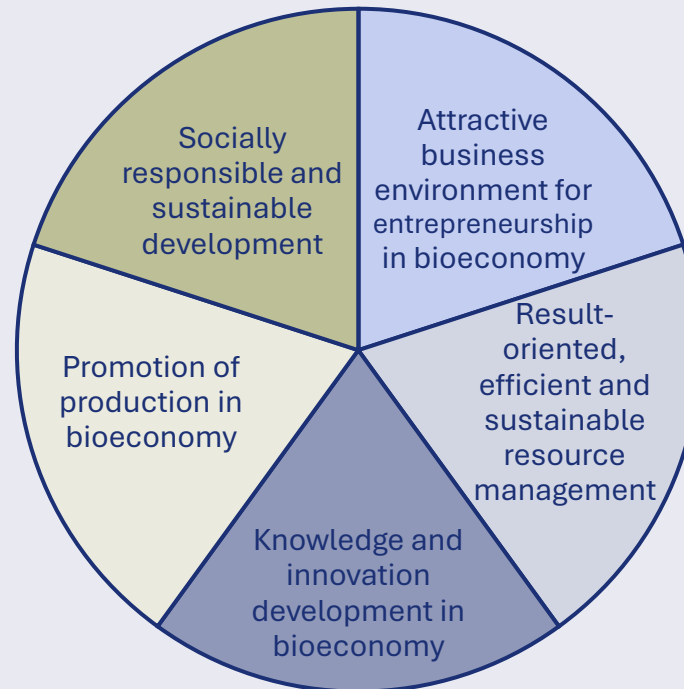 Attractive
business
environment for
entrepreneurship
in bioeconomy
Result-
oriented,
efficient and
sustainable
resource
management
Knowledge and
innovation
development in
bioeconomy
Promotion of
production in
bioeconomy
Socially
responsible and
sustainable
development